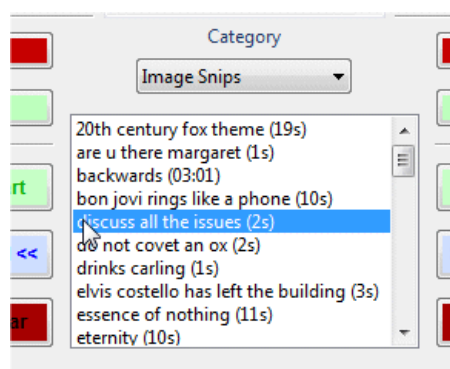 Category
Image Snips
20th century fox theme (19s)
are u there margaret (1s)
backwards (03:01)
rt
bon jovi rings like a phone (10s)
discuss all the issues (2s)
do not covet an ox (2s)
<<
drinks carling (1s)
elvis costello has left the building (3s)
essence of nothing (11s)
ar
eternity (10s)